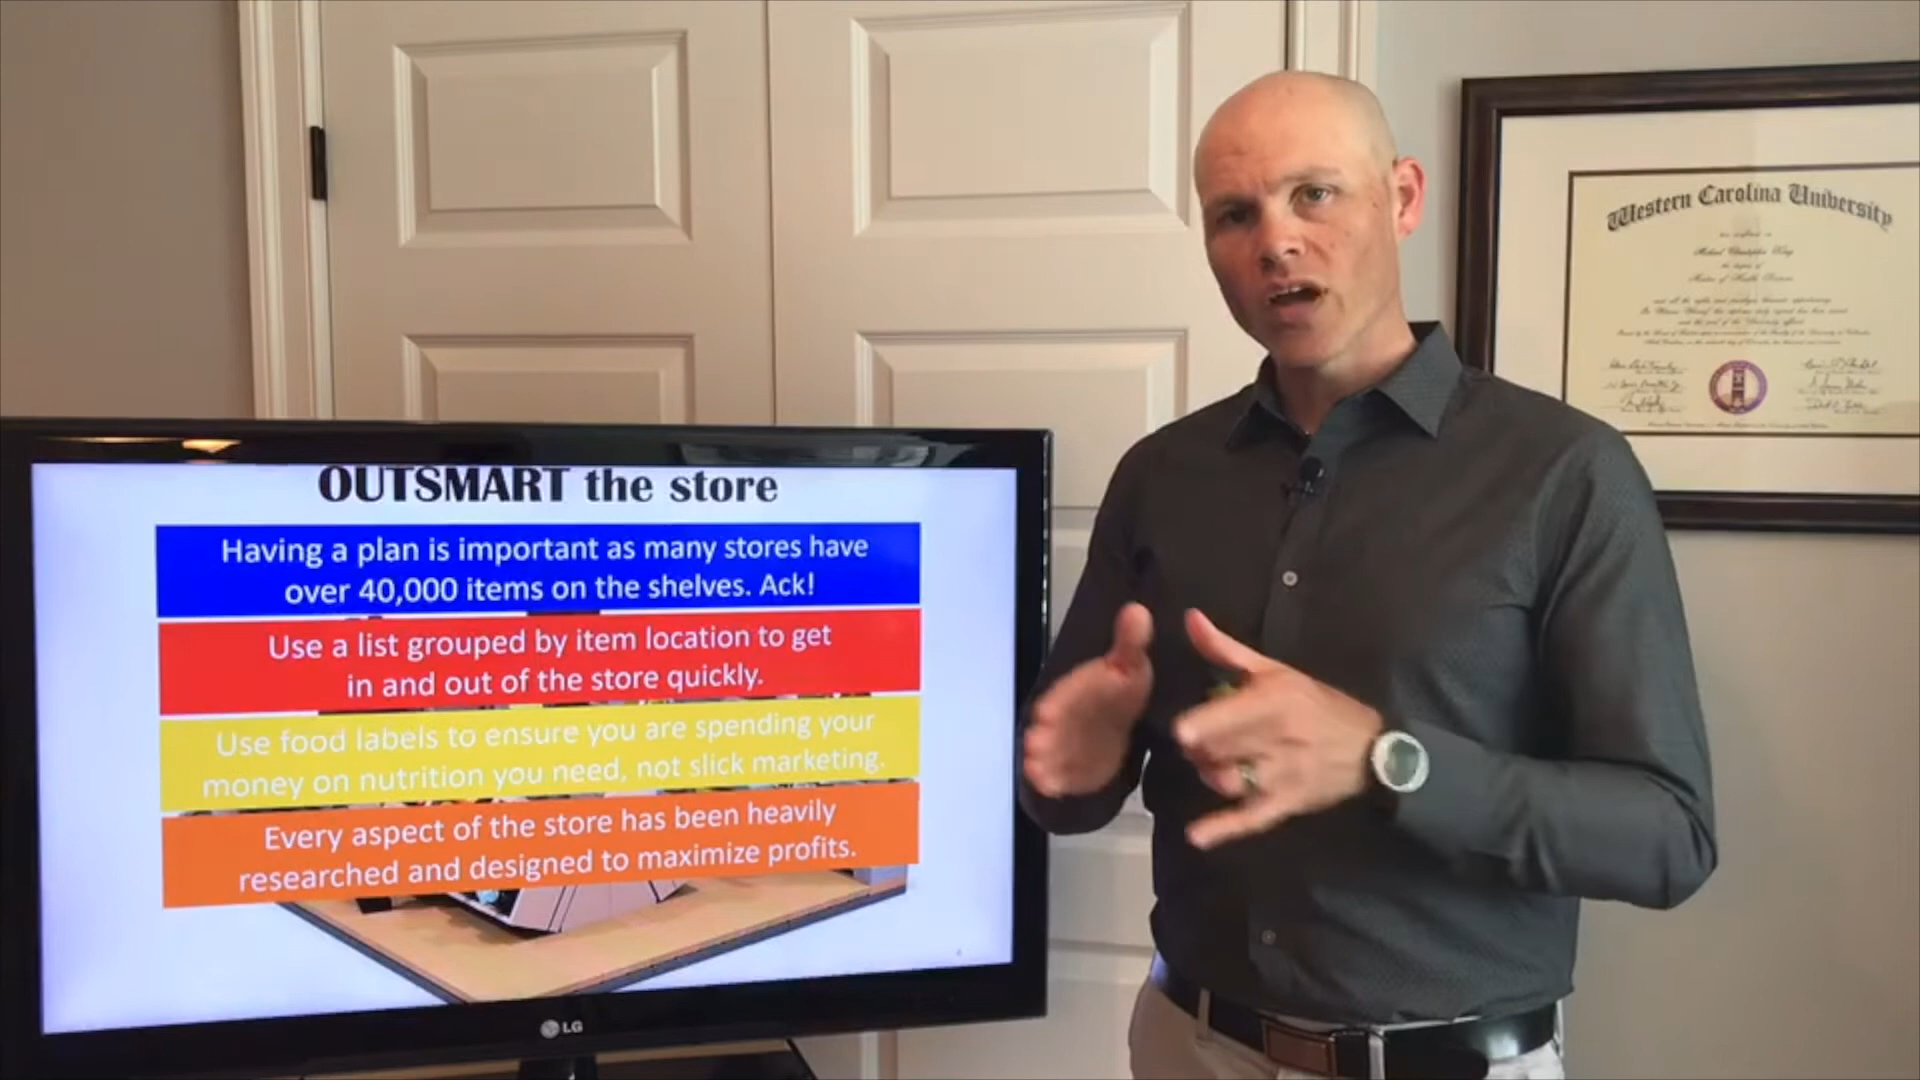 OUTSMART the store
Having a plan is important as many stores have
over 40,000 items on the shelves. Ack!
Use a list grouped by item location to get
in and out of the store quickly.
Use food labels to ensure you are spending your
money on nutrition you need, not slick marketing.
Every aspect of the store has been heavily
researched and designed to maximize profits.
LG
Western Carolina University